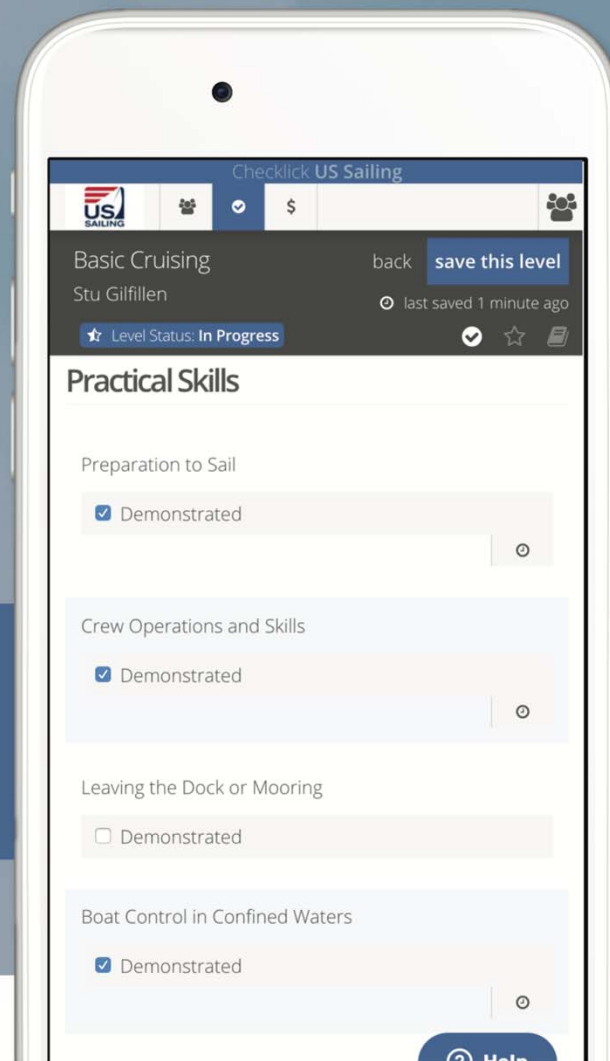 Checklick US Sailing
US
SAILING
$
Basic Cruising
back
save this level
Stu Gilfillen
last saved 1 minute ago
Level Status: In Progress
Practical Skills
Preparation to Sail
Demonstrated
Crew Operations and Skills
Demonstrated
Leaving the Dock or Mooring
Demonstrated
Boat Control in Confined Waters
Demonstrated
? Help